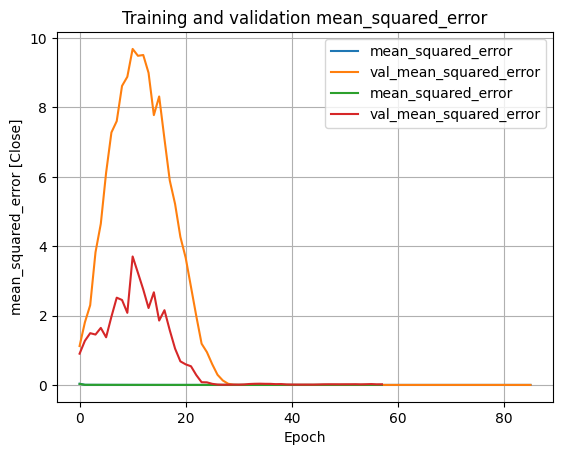 Training and validation mean_squared_error
mean_squared_error
val_mean_squared_error
mean_squared_error
val_mean_squared_error
mean_squared_error [Close]
10
8
6
4
2
0
0 20 40 60 80
Epoch